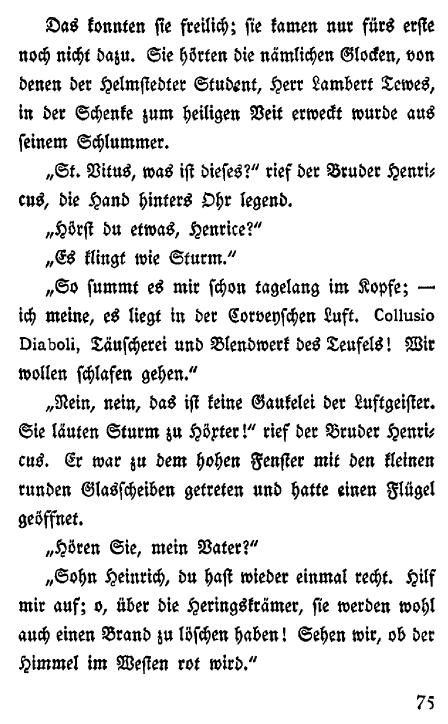 Das konnten sie freilich; sie kamen nur fürs erste
noch nicht dazu. Sie hörten die nämlichen Glocken, von
denen der Helmstedter Student, Herr Lambert Tewes,
in der Schenke zum heiligen Veit erweckt wurde aus
seinem Schlummer.
„St. Vitus, was ist dieses?“ rief der Bruder Henri⸗
cus, die Hand hinters Ohr legend.
„Hörst du etwas, Henrice?“
„Es klingt wie Sturm.“
„So summt es mir schon tagelang im Kopfe; —
ich meine, es liegt in der Corveyschen Luft. Collusio
Diaboli, Täuscherei und Blendwerk des Teufels! Wir
wollen schlafen gehen.“
„Nein, nein, das ist keine Gaukelei der Luftgeister.
Sie läuten Sturm zu Höxter!“ rief der Bruder Henri⸗
cus. Er war zu dem hohen Fenster mit den kleinen
runden Glasscheiben getreten und hatte einen Flügel
geöffnet.
„Hören Sie, mein Vater?“
„Sohn Heinrich, du hast wieder einmal recht. Hilf
mir auf; o, über die Heringskrämer, sie werden wohl
auch einen Brand zu löschen haben! Sehen wir, ob der
Himmel im Westen rot wird.“
75